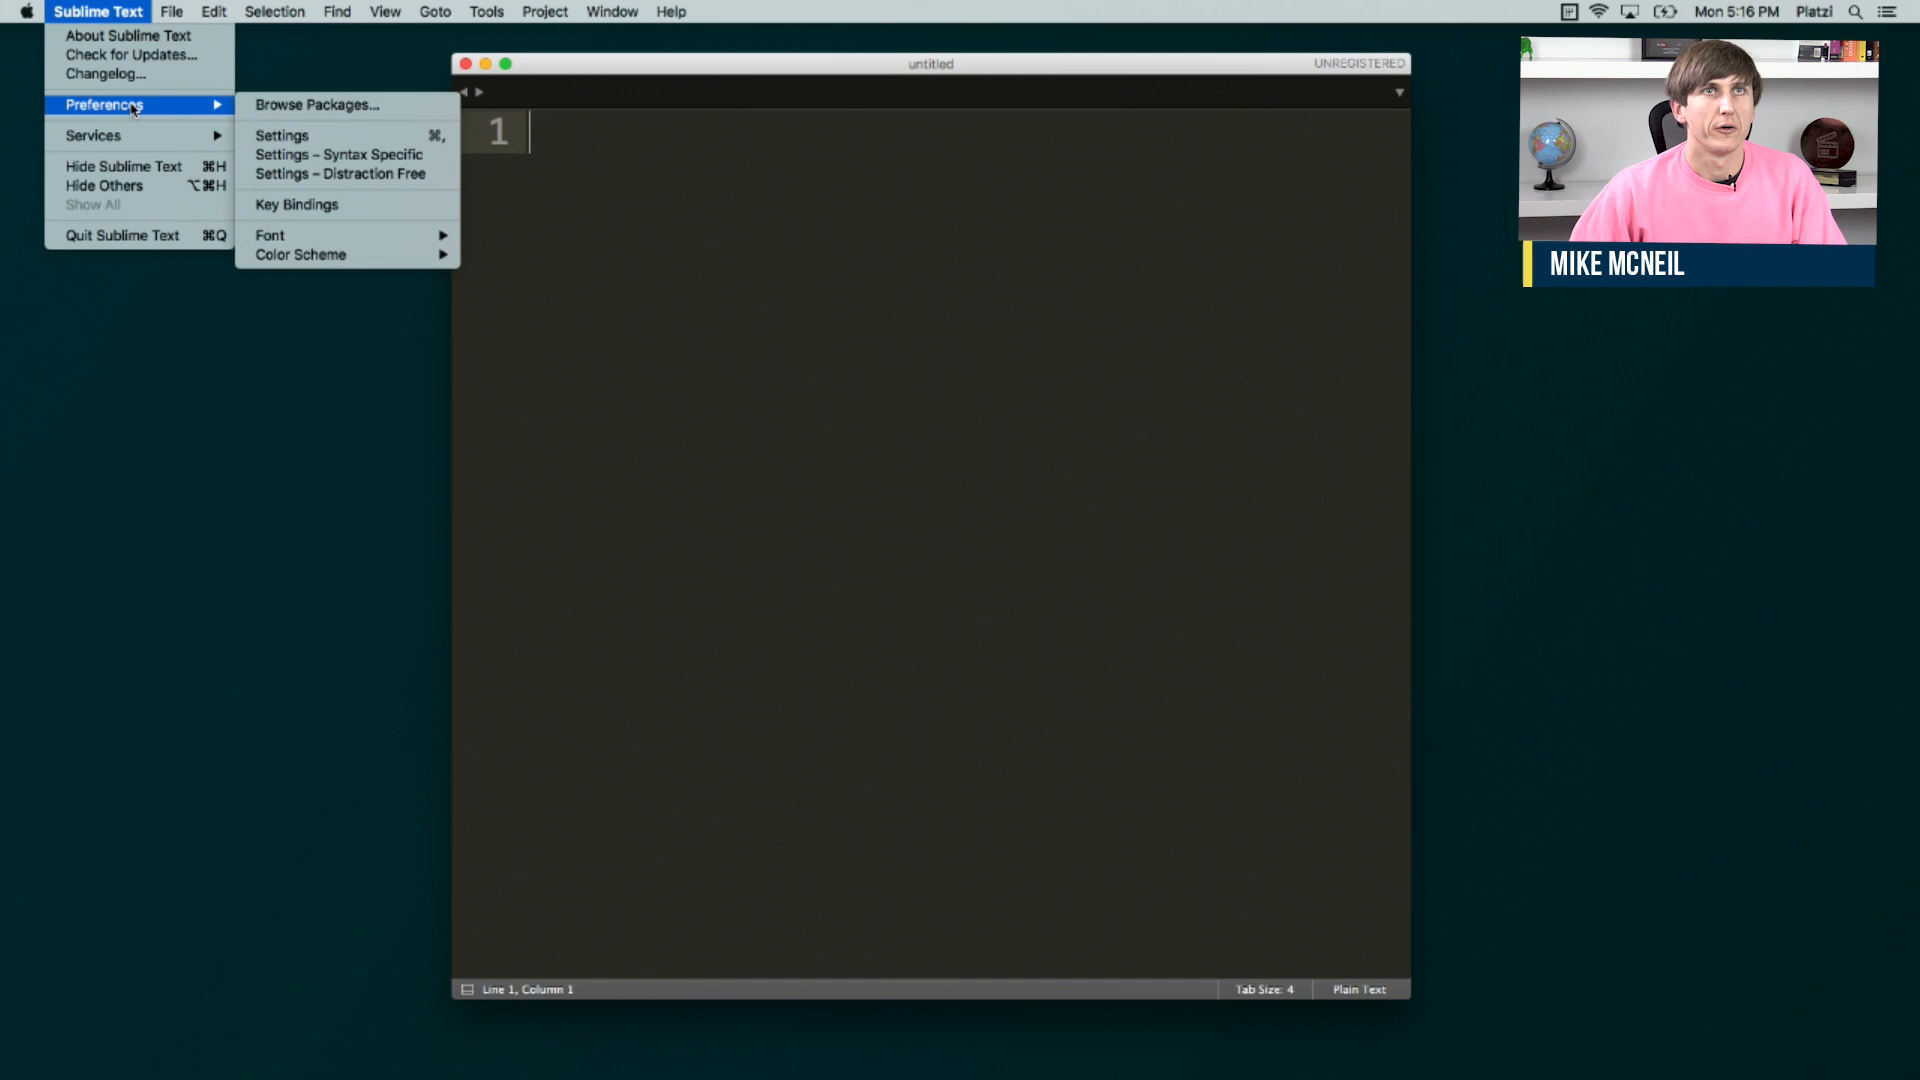 Sublime Text File Edit Selection Find View Goto Tools Project Window Help Mon 5:16 PM Platzi
About Sublime Text
Check for Updates...
Changelog...
Preferences
Services
Hide Sublime Text ⌘H
Hide Others ⌥⌘H
Show All
Quit Sublime Text ⌘Q
Browse Packages...
Settings ⌘,
Settings – Syntax Specific
Settings – Distraction Free
Key Bindings
Font
Color Scheme
untitled UNREGISTERED
1
MIKE MCNEIL
Line 1, Column 1 Tab Size: 4 Plain Text